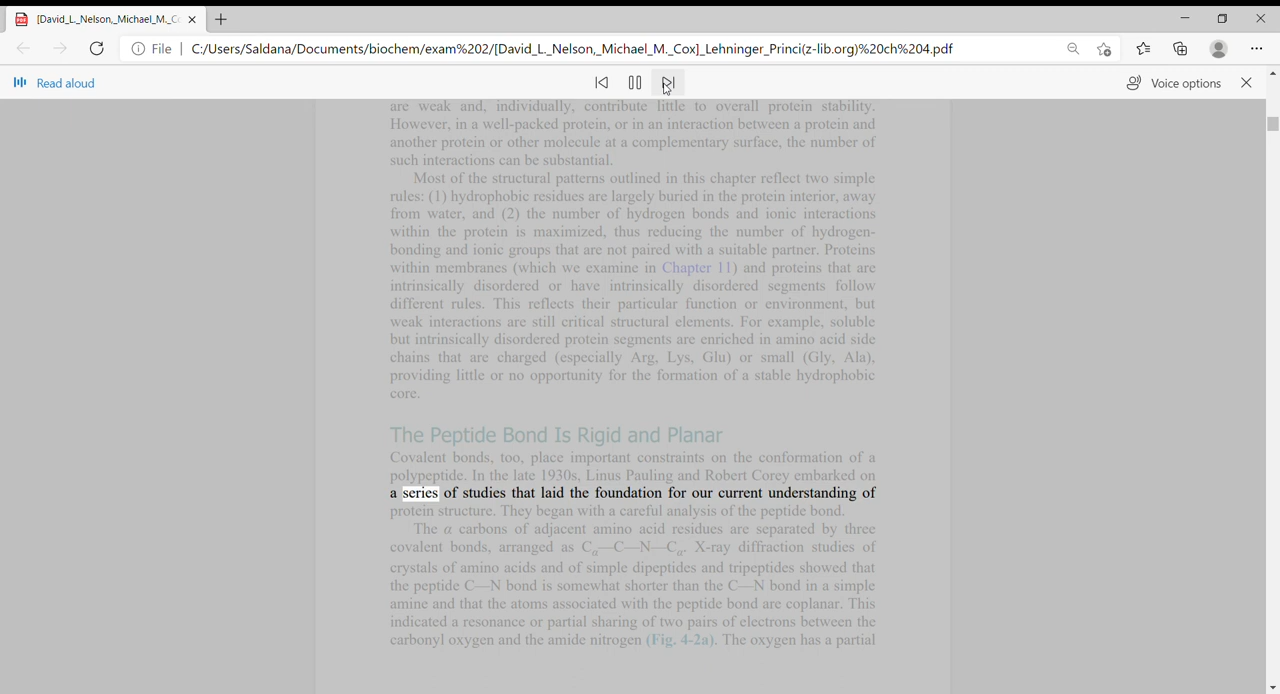 [David_L._Nelson,_Michael_M._Co
File | C:/Users/Saldana/Documents/biochem/exam%202/[David_L._Nelson,_Michael_M._Cox]_Lehninger_Princi(z-lib.org)%20ch%204.pdf
Read aloud
Voice options
are weak and, individually, contribute little to overall protein stability.
However, in a well-packed protein, or in an interaction between a protein and
another protein or other molecule at a complementary surface, the number of
such interactions can be substantial.
Most of the structural patterns outlined in this chapter reflect two simple
rules: (1) hydrophobic residues are largely buried in the protein interior, away
from water, and (2) the number of hydrogen bonds and ionic interactions
within the protein is maximized, thus reducing the number of hydrogen-
bonding and ionic groups that are not paired with a suitable partner. Proteins
within membranes (which we examine in Chapter 11) and proteins that are
intrinsically disordered or have intrinsically disordered segments follow
different rules. This reflects their particular function or environment, but
weak interactions are still critical structural elements. For example, soluble
but intrinsically disordered protein segments are enriched in amino acid side
chains that are charged (especially Arg, Lys, Glu) or small (Gly, Ala),
providing little or no opportunity for the formation of a stable hydrophobic
core.
The Peptide Bond Is Rigid and Planar
Covalent bonds, too, place important constraints on the conformation of a
polypeptide. In the late 1930s, Linus Pauling and Robert Corey embarked on
a series of studies that laid the foundation for our current understanding of
protein structure. They began with a careful analysis of the peptide bond.
The α carbons of adjacent amino acid residues are separated by three
covalent bonds, arranged as Cα—C—N—Cα. X-ray diffraction studies of
crystals of amino acids and of simple dipeptides and tripeptides showed that
the peptide C—N bond is somewhat shorter than the C—N bond in a simple
amine and that the atoms associated with the peptide bond are coplanar. This
indicated a resonance or partial sharing of two pairs of electrons between the
carbonyl oxygen and the amide nitrogen (Fig. 4-2a). The oxygen has a partial